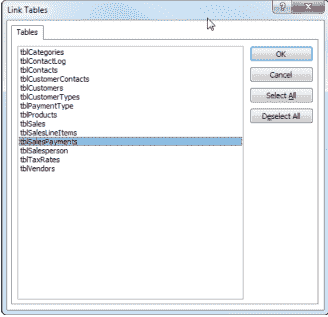 Link Tables
Tables
tblCategories
tblContactLog
tblContacts
tblCustomerContacts
tblCustomers
tblCustomerTypes
tblPaymentType
tblProducts
tblSales
tblSalesLineItems
tblSalesPayments
tblSalesperson
tblTaxRates
tblVendors
OK
Cancel
Select All
Deselect All